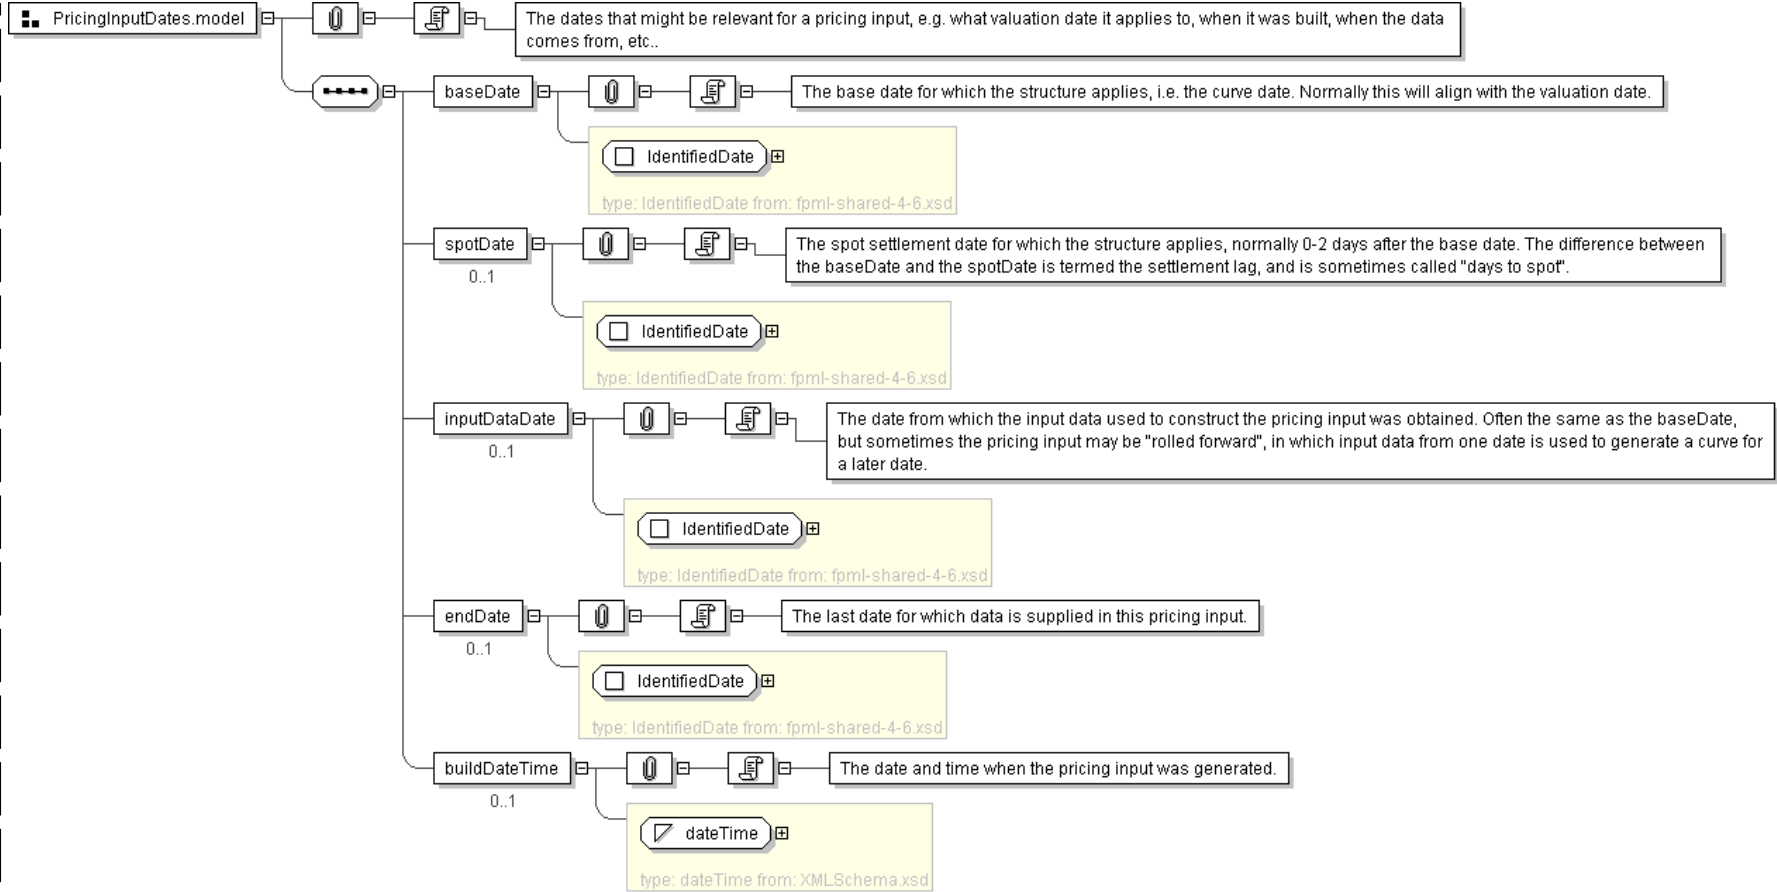 PricingInputDates.model
The dates that might be relevant for a pricing input, e.g. what valuation date it applies to, when it was built, when the data
comes from, etc..
baseDate
The base date for which the structure applies, i.e. the curve date. Normally this will align with the valuation date.
IdentifiedDate
type: IdentifiedDate from: fpml-shared-4-6.xsd
spotDate
0..1
The spot settlement date for which the structure applies, normally 0-2 days after the base date. The difference between
the baseDate and the spotDate is termed the settlement lag, and is sometimes called "days to spot".
IdentifiedDate
type: IdentifiedDate from: fpml-shared-4-6.xsd
inputDataDate
0..1
The date from which the input data used to construct the pricing input was obtained. Often the same as the baseDate,
but sometimes the pricing input may be "rolled forward", in which input data from one date is used to generate a curve for
a later date.
IdentifiedDate
type: IdentifiedDate from: fpml-shared-4-6.xsd
endDate
0..1
The last date for which data is supplied in this pricing input.
IdentifiedDate
type: IdentifiedDate from: fpml-shared-4-6.xsd
buildDateTime
0..1
The date and time when the pricing input was generated.
dateTime
type: dateTime from: XMLSchema.xsd